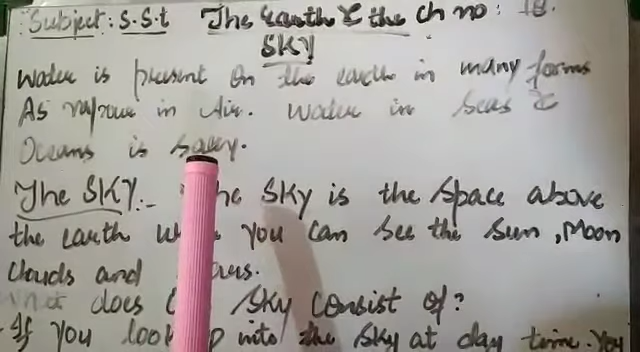 Subject: S.S.t The Earth & the Ch no: 18.
SKY
Water is present on the earth in many forms
As vapour in Air. Water in Seas &
Oceans is salty.
The SKY:- he SKY is the space above
the earth w you can see the Sun, Moon
clouds and
does SKY consist of?
If you look p into the SKY at day time. You